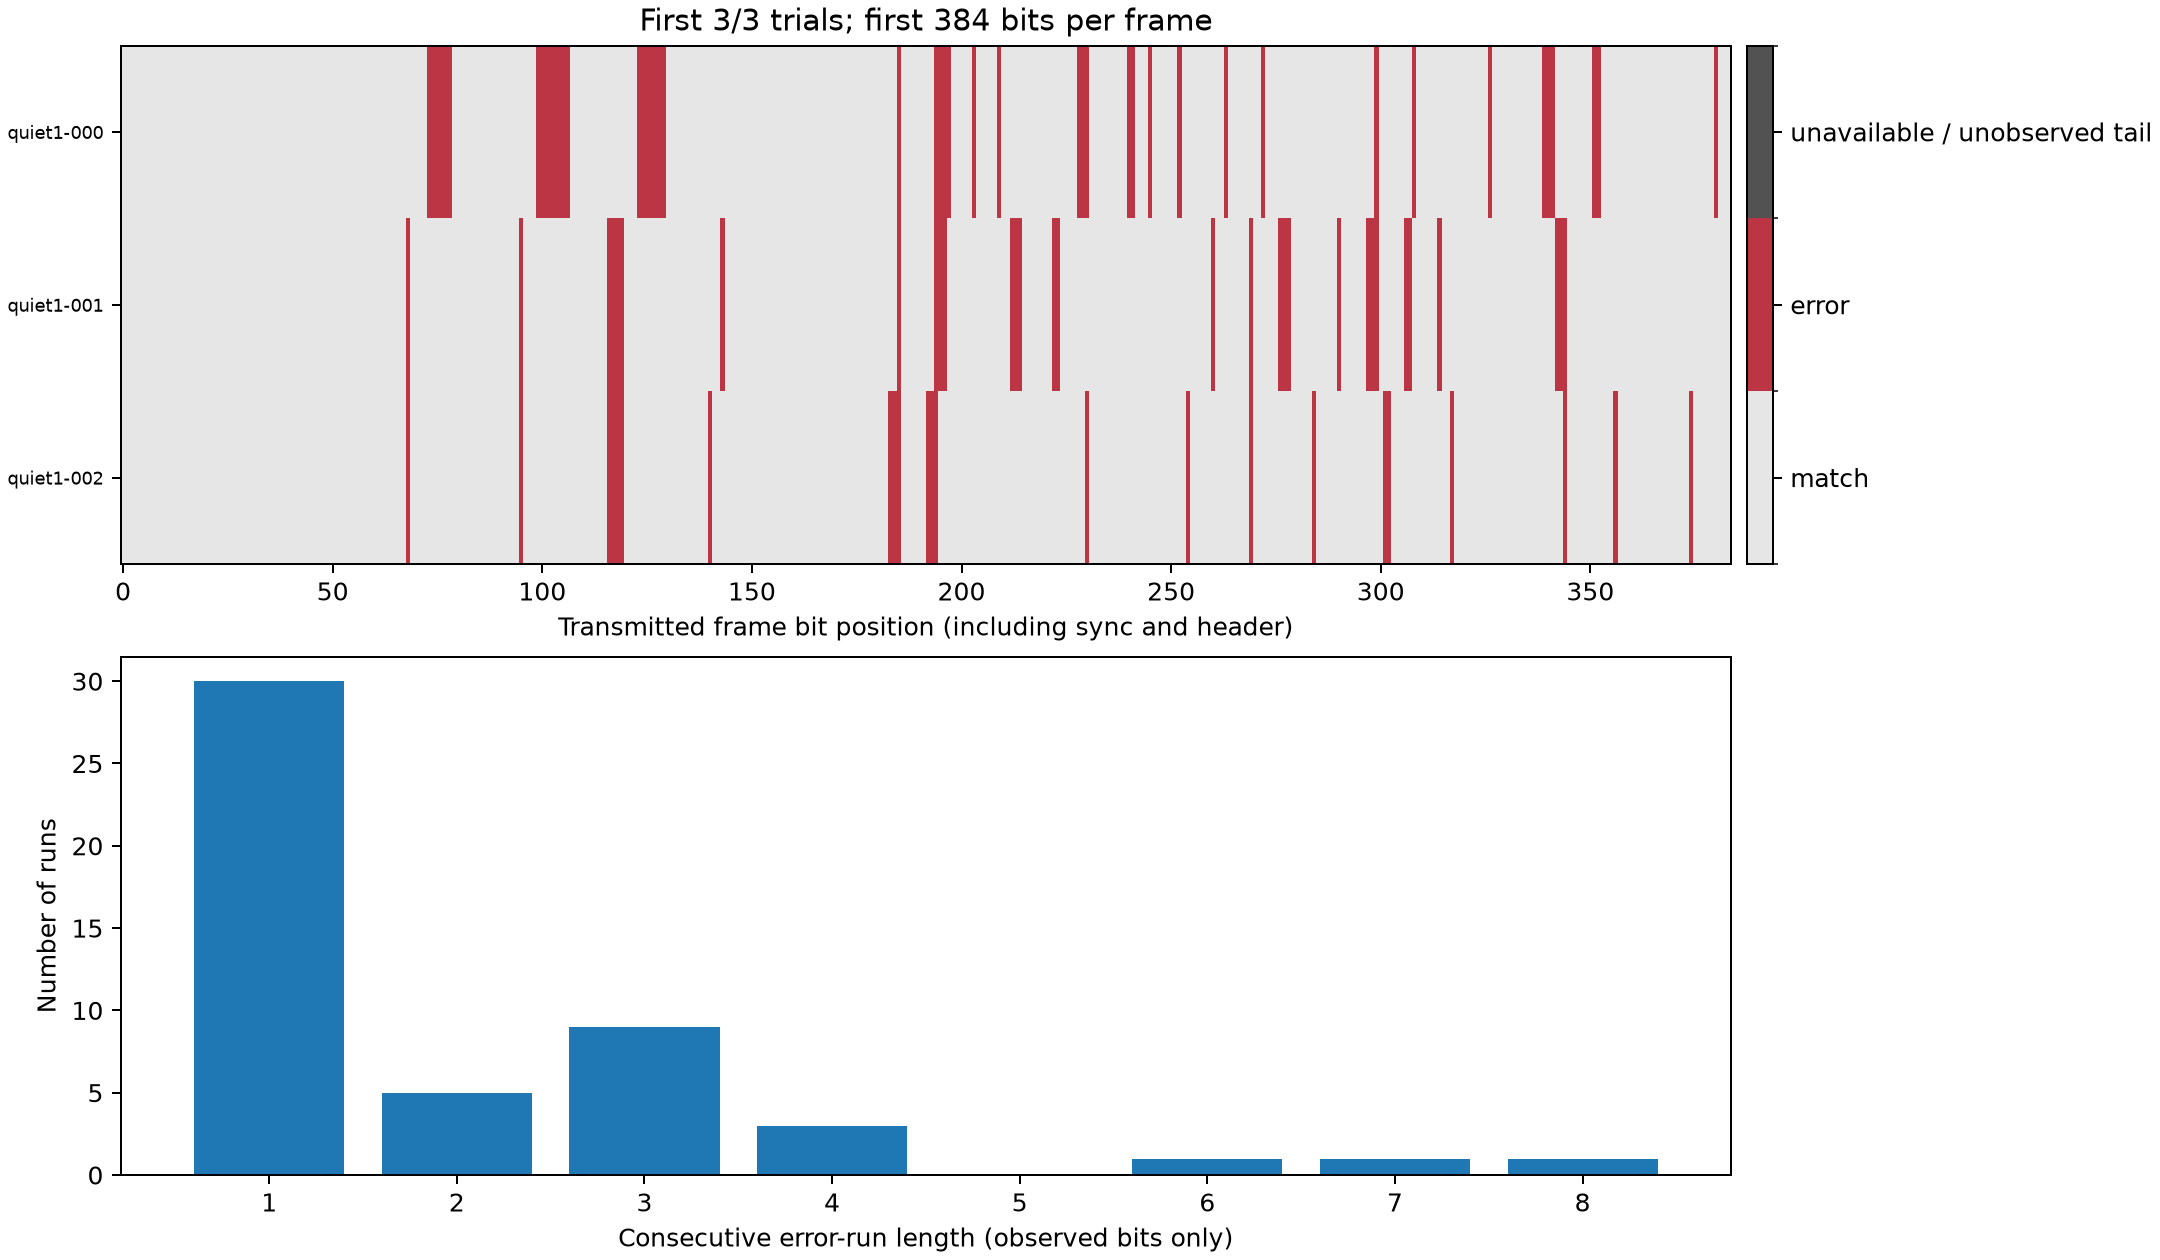 First 3/3 trials; first 384 bits per frame
quiet1-000
quiet1-001
quiet1-002
unavailable / unobserved tail
error
match
0 50 100 150 200 250 300 350
Transmitted frame bit position (including sync and header)
30
25
20
15
10
5
0
Number of runs
1 2 3 4 5 6 7 8
Consecutive error-run length (observed bits only)